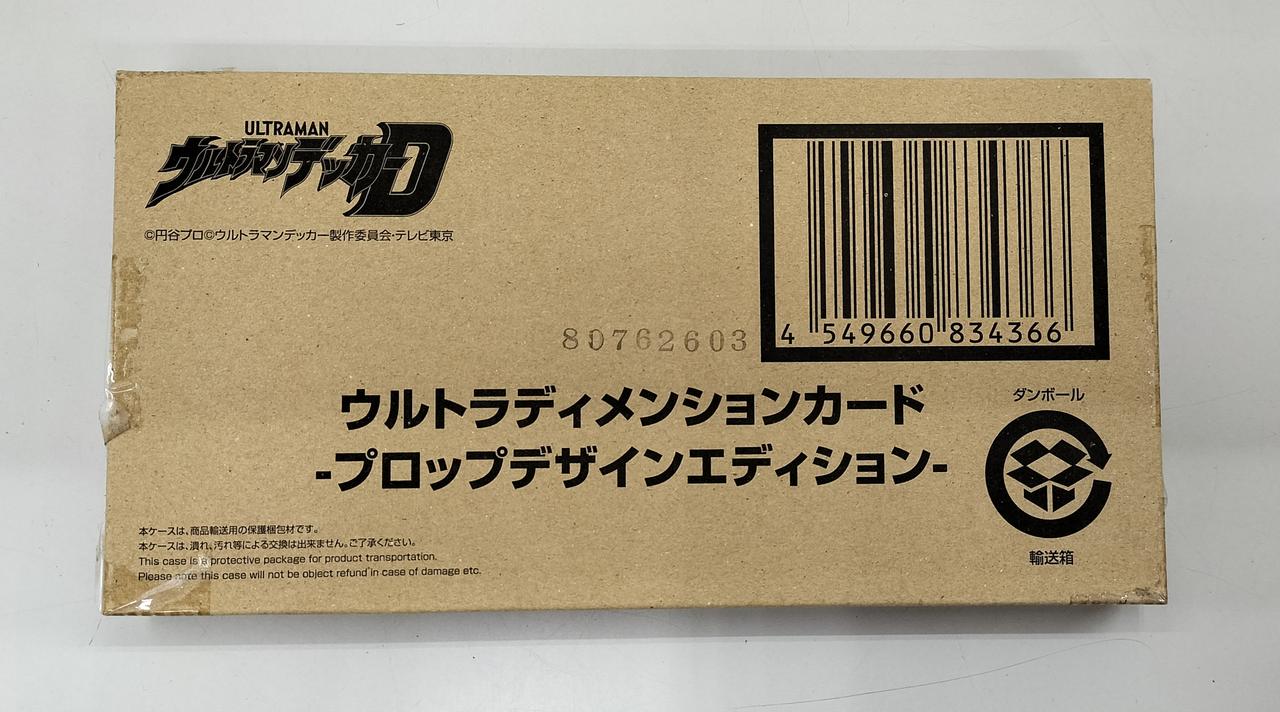 ULTRAMAN
ウルトラマンデッカーD
©円谷プロ©ウルトラマンデッカー製作委員会・テレビ東京
80762603
4 549660 834366
ウルトラディメンションカード
-プロップデザインエディション-
ダンボール
輸送箱
本ケースは、商品輸送用の保護梱包材です。
本ケースは、潰れ、汚れ等による交換は出来ません。ご了承ください。
This case is a protective package for product transportation.
Please note this case will not be object refund in case of damage etc.